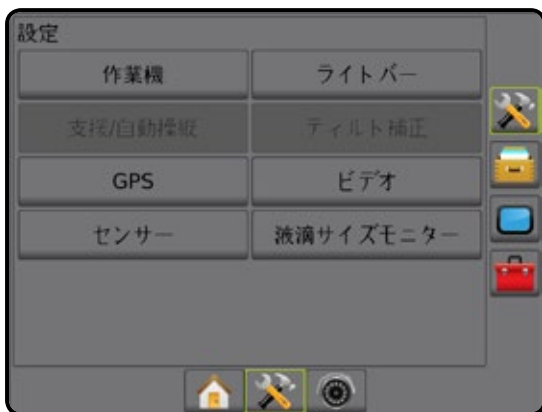 設定
作業機
ライトバー
支援/自動操舵
ティルト補正
GPS
ビデオ
センサー
液滴サイズモニター